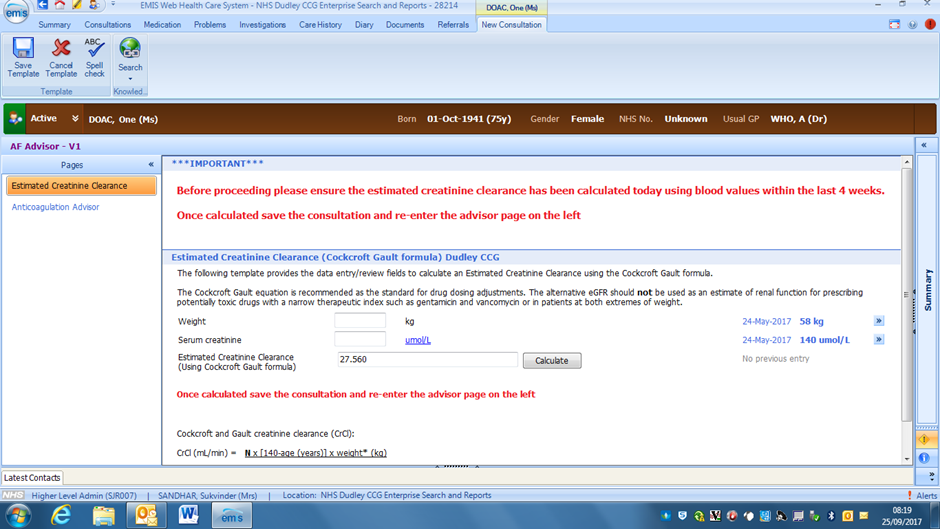 EMIS Web Health Care System - NHS Dudley CCG Enterprise Search and Reports - 28214
DOAC, One (Ms)
emis
Summary Consultations Medication Problems Investigations Care History Diary Documents Referrals New Consultation
Save Template
Cancel Template
ABC
Spell check
Search
Template
Knowled...
Active
DOAC, One (Ms)
Born 01-Oct-1941 (75y) Gender Female NHS No. Unknown Usual GP WHO, A (Dr)
AF Advisor - V1
Pages
Estimated Creatinine Clearance
Anticoagulation Advisor
***IMPORTANT***
Before proceeding please ensure the estimated creatinine clearance has been calculated today using blood values within the last 4 weeks.
Once calculated save the consultation and re-enter the advisor page on the left
Estimated Creatinine Clearance (Cockcroft Gault formula) Dudley CCG
The following template provides the data entry/review fields to calculate an Estimated Creatinine Clearance using the Cockcroft Gault formula.
The Cockcroft Gault equation is recommended as the standard for drug dosing adjustments. The alternative eGFR should not be used as an estimate of renal function for prescribing
potentially toxic drugs with a narrow therapeutic index such as gentamicin and vancomycin or in patients at both extremes of weight.
Weight kg 24-May-2017 58 kg
Serum creatinine umol/L 24-May-2017 140 umol/L
Estimated Creatinine Clearance
(Using Cockcroft Gault formula)
27.560
Calculate
No previous entry
Once calculated save the consultation and re-enter the advisor page on the left
Cockcroft and Gault creatinine clearance (CrCl):
CrCl (mL/min) = N x [140-age (years)] x weight* (kg)
Summary
Latest Contacts
NHS Higher Level Admin (SJR007) | SANDHAR, Sukvinder (Mrs) | Location: NHS Dudley CCG Enterprise Search and Reports
Alerts
emis
08:19
25/09/2017